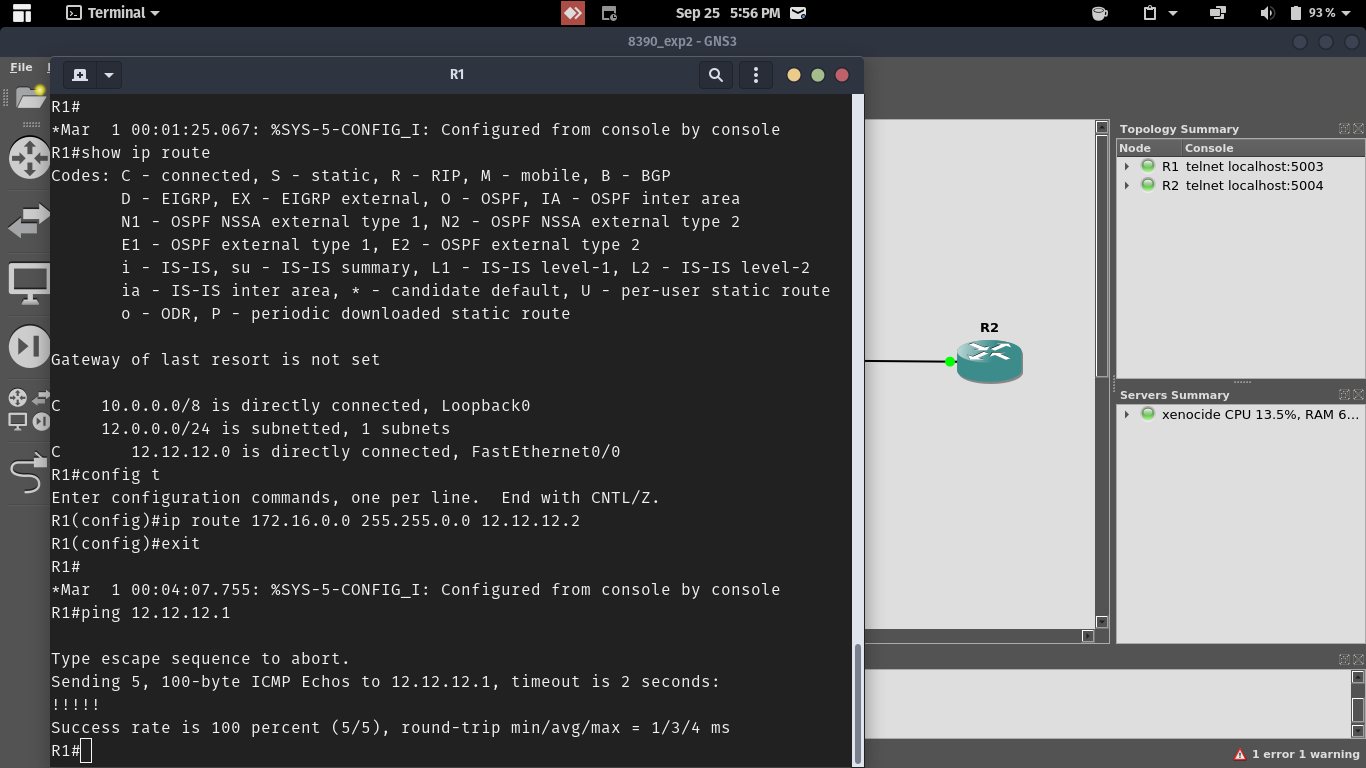 Terminal
Sep 25 5:56 PM
93 %
8390_exp2 - GNS3
File
R1
R1#
*Mar  1 00:01:25.067: %SYS-5-CONFIG_I: Configured from console by console
R1#show ip route
Codes: C - connected, S - static, R - RIP, M - mobile, B - BGP
       D - EIGRP, EX - EIGRP external, O - OSPF, IA - OSPF inter area
       N1 - OSPF NSSA external type 1, N2 - OSPF NSSA external type 2
       E1 - OSPF external type 1, E2 - OSPF external type 2
       i - IS-IS, su - IS-IS summary, L1 - IS-IS level-1, L2 - IS-IS level-2
       ia - IS-IS inter area, * - candidate default, U - per-user static route
       o - ODR, P - periodic downloaded static route
Gateway of last resort is not set
C    10.0.0.0/8 is directly connected, Loopback0
     12.0.0.0/24 is subnetted, 1 subnets
C       12.12.12.0 is directly connected, FastEthernet0/0
R1#config t
Enter configuration commands, one per line.  End with CNTL/Z.
R1(config)#ip route 172.16.0.0 255.255.0.0 12.12.12.2
R1(config)#exit
R1#
*Mar  1 00:04:07.755: %SYS-5-CONFIG_I: Configured from console by console
R1#ping 12.12.12.1
Type escape sequence to abort.
Sending 5, 100-byte ICMP Echos to 12.12.12.1, timeout is 2 seconds:
!!!!!
Success rate is 100 percent (5/5), round-trip min/avg/max = 1/3/4 ms
R1#
R2
Topology Summary
Node Console
R1 telnet localhost:5003
R2 telnet localhost:5004
Servers Summary
xenocide CPU 13.5%, RAM 6...
1 error 1 warning